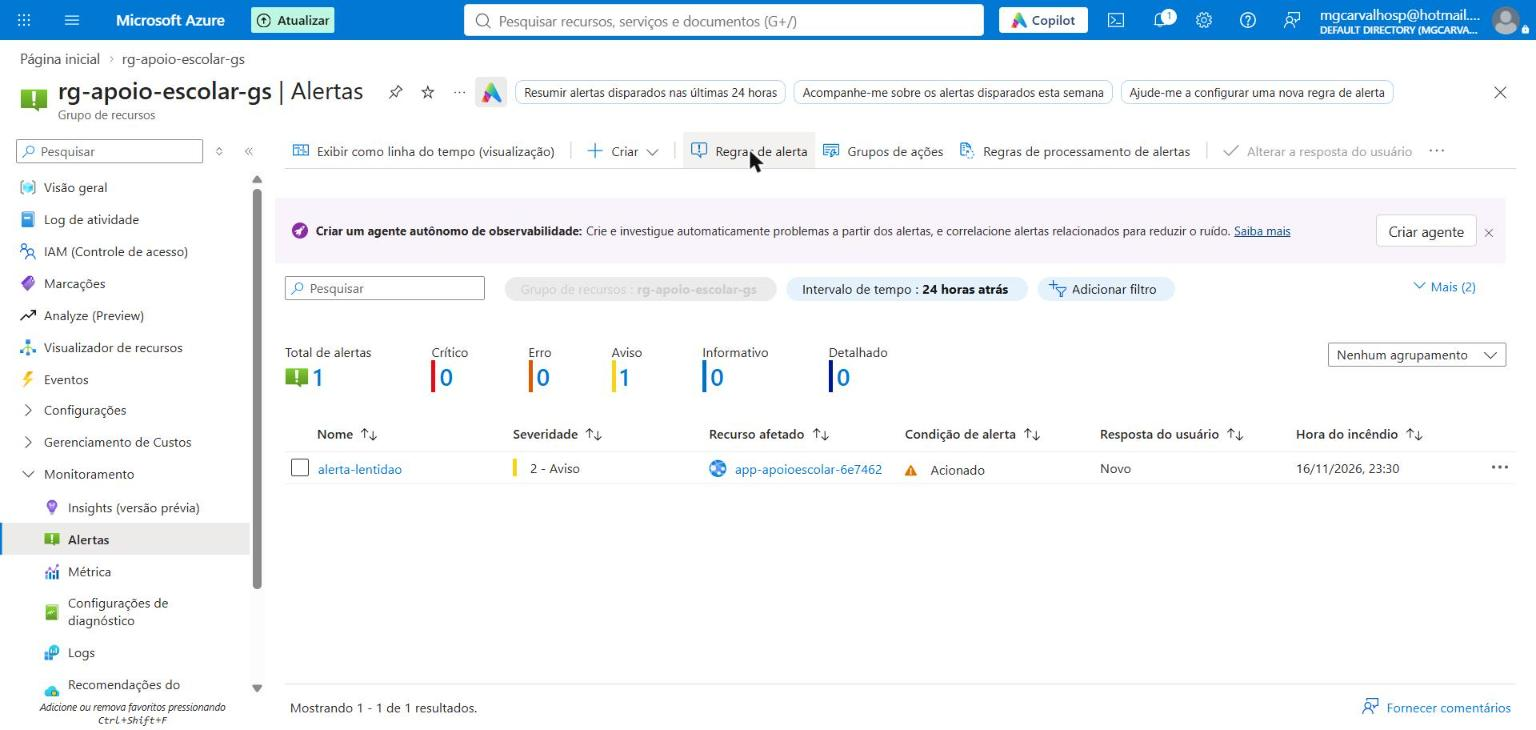 Microsoft Azure
Atualizar
Pesquisar recursos, serviços e documentos (G+/)
Copilot
1
mgcarvalhosp@hotmail....
DEFAULT DIRECTORY (MGCARVA...
Página inicial > rg-apoio-escolar-gs
rg-apoio-escolar-gs | Alertas
Grupo de recursos
Resumir alertas disparados nas últimas 24 horas
Acompanhe-me sobre os alertas disparados esta semana
Ajude-me a configurar uma nova regra de alerta
Pesquisar
Visão geral
Log de atividade
IAM (Controle de acesso)
Marcações
Analyze (Preview)
Visualizador de recursos
Eventos
Configurações
Gerenciamento de Custos
Monitoramento
Insights (versão prévia)
Alertas
Métrica
Configurações de
diagnóstico
Logs
Recomendações do
Adicione ou remova favoritos pressionando
Ctrl+Shift+F
Exibir como linha do tempo (visualização)
Criar
Regras de alerta
Grupos de ações
Regras de processamento de alertas
Alterar a resposta do usuário
Criar um agente autônomo de observabilidade: Crie e investigue automaticamente problemas a partir dos alertas, e correlacione alertas relacionados para reduzir o ruído. Saiba mais
Criar agente
Pesquisar
Grupo de recursos : rg-apoio-escolar-gs
Intervalo de tempo : 24 horas atrás
Adicionar filtro
Mais (2)
Total de alertas
1
Crítico
0
Erro
0
Aviso
1
Informativo
0
Detalhado
0
Nenhum agrupamento
Nome Severidade Recurso afetado Condição de alerta Resposta do usuário Hora do incêndio
alerta-lentidao 2 - Aviso app-apoioescolar-6e7462 Acionado Novo 16/11/2026, 23:30
Mostrando 1 - 1 de 1 resultados.
Fornecer comentários